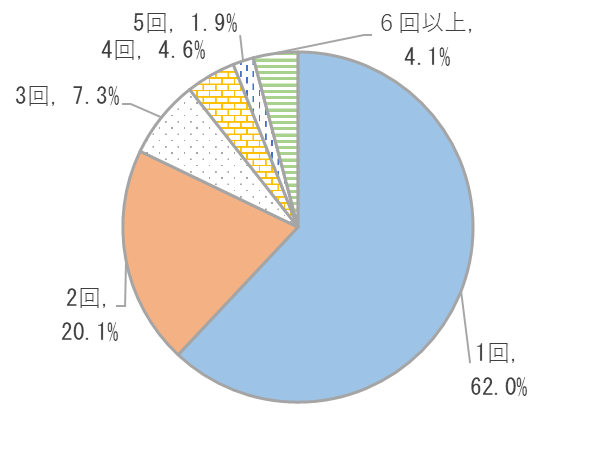 5回, 1.9%
4回, 4.6%
６回以上,
4.1%
3回, 7.3%
2回,
20.1%
1回,
62.0%